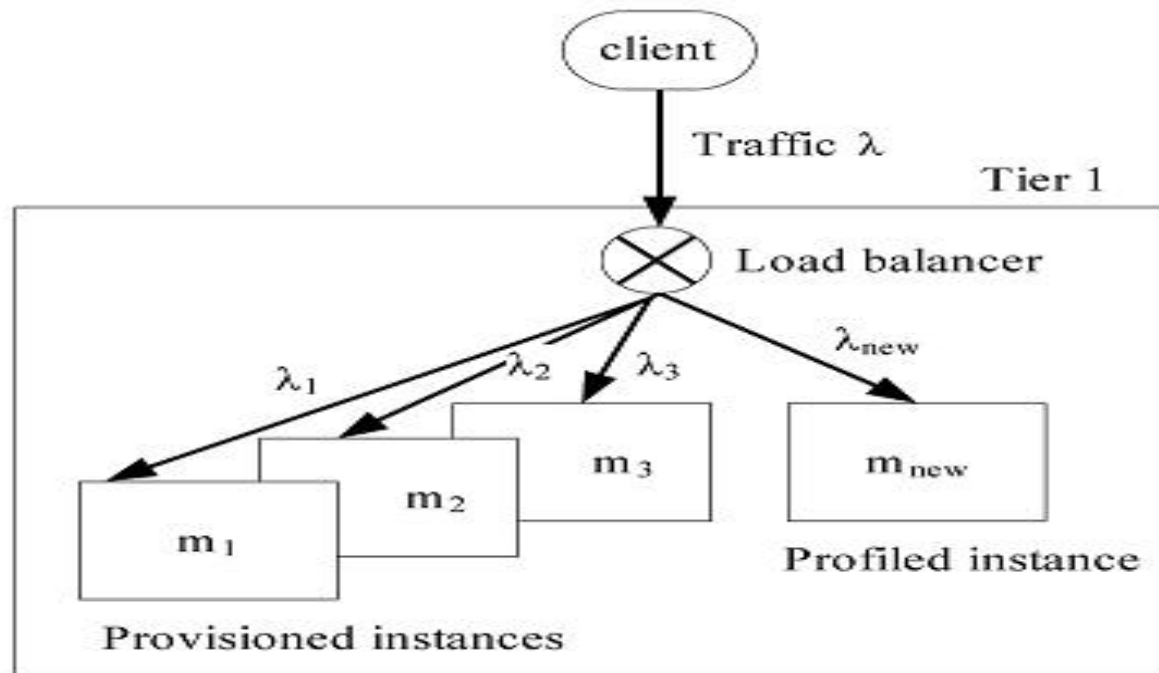 client
Traffic λ
Tier 1
Load balancer
λ₁
λ₂
λ₃
λnew
m₁
m₂
m₃
mnew
Profiled instance
Provisioned instances